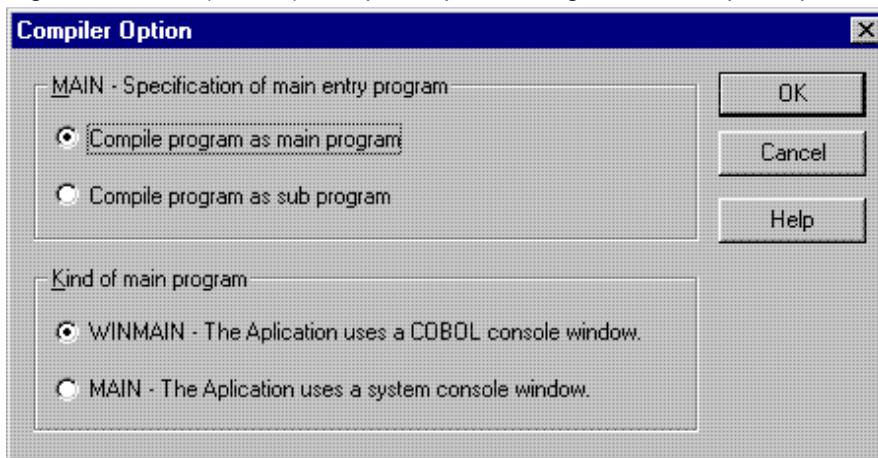 Compiler Option
MAIN - Specification of main entry program
Compile program as main program
Compile program as sub program
OK
Cancel
Help
Kind of main program
WINMAIN - The Aplication uses a COBOL console window.
MAIN - The Aplication uses a system console window.